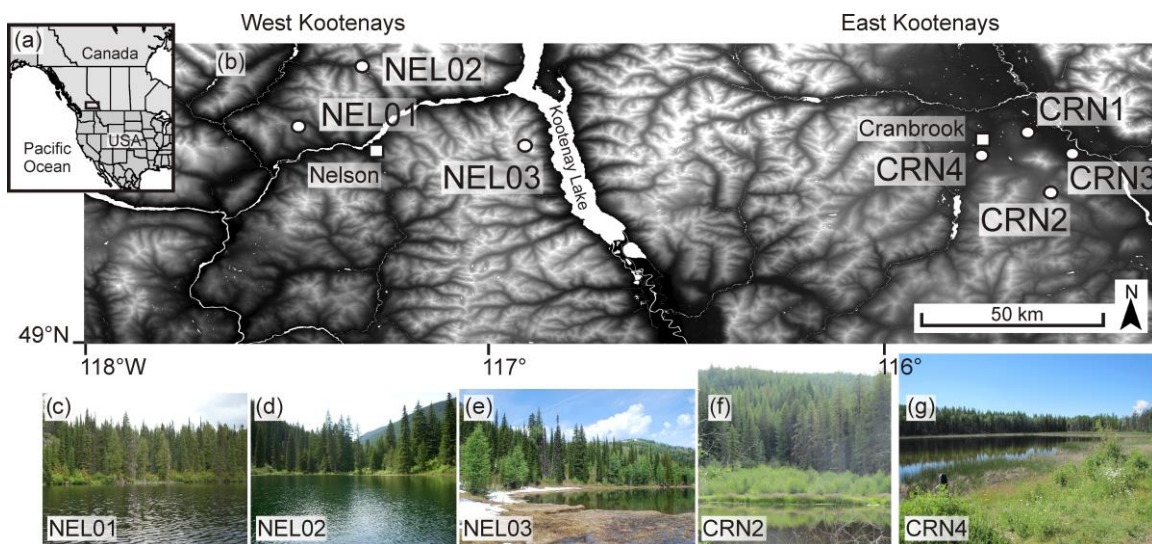 West Kootenays
East Kootenays
(a)
Canada
USA
Pacific
Ocean
(b)
NEL02
NEL01
Nelson
NEL03
Kootenay Lake
Cranbrook
CRN1
CRN4
CRN3
CRN2
N
50 km
49°N
118°W
117°
116°
(c)
NEL01
(d)
NEL02
(e)
NEL03
(f)
CRN2
(g)
CRN4